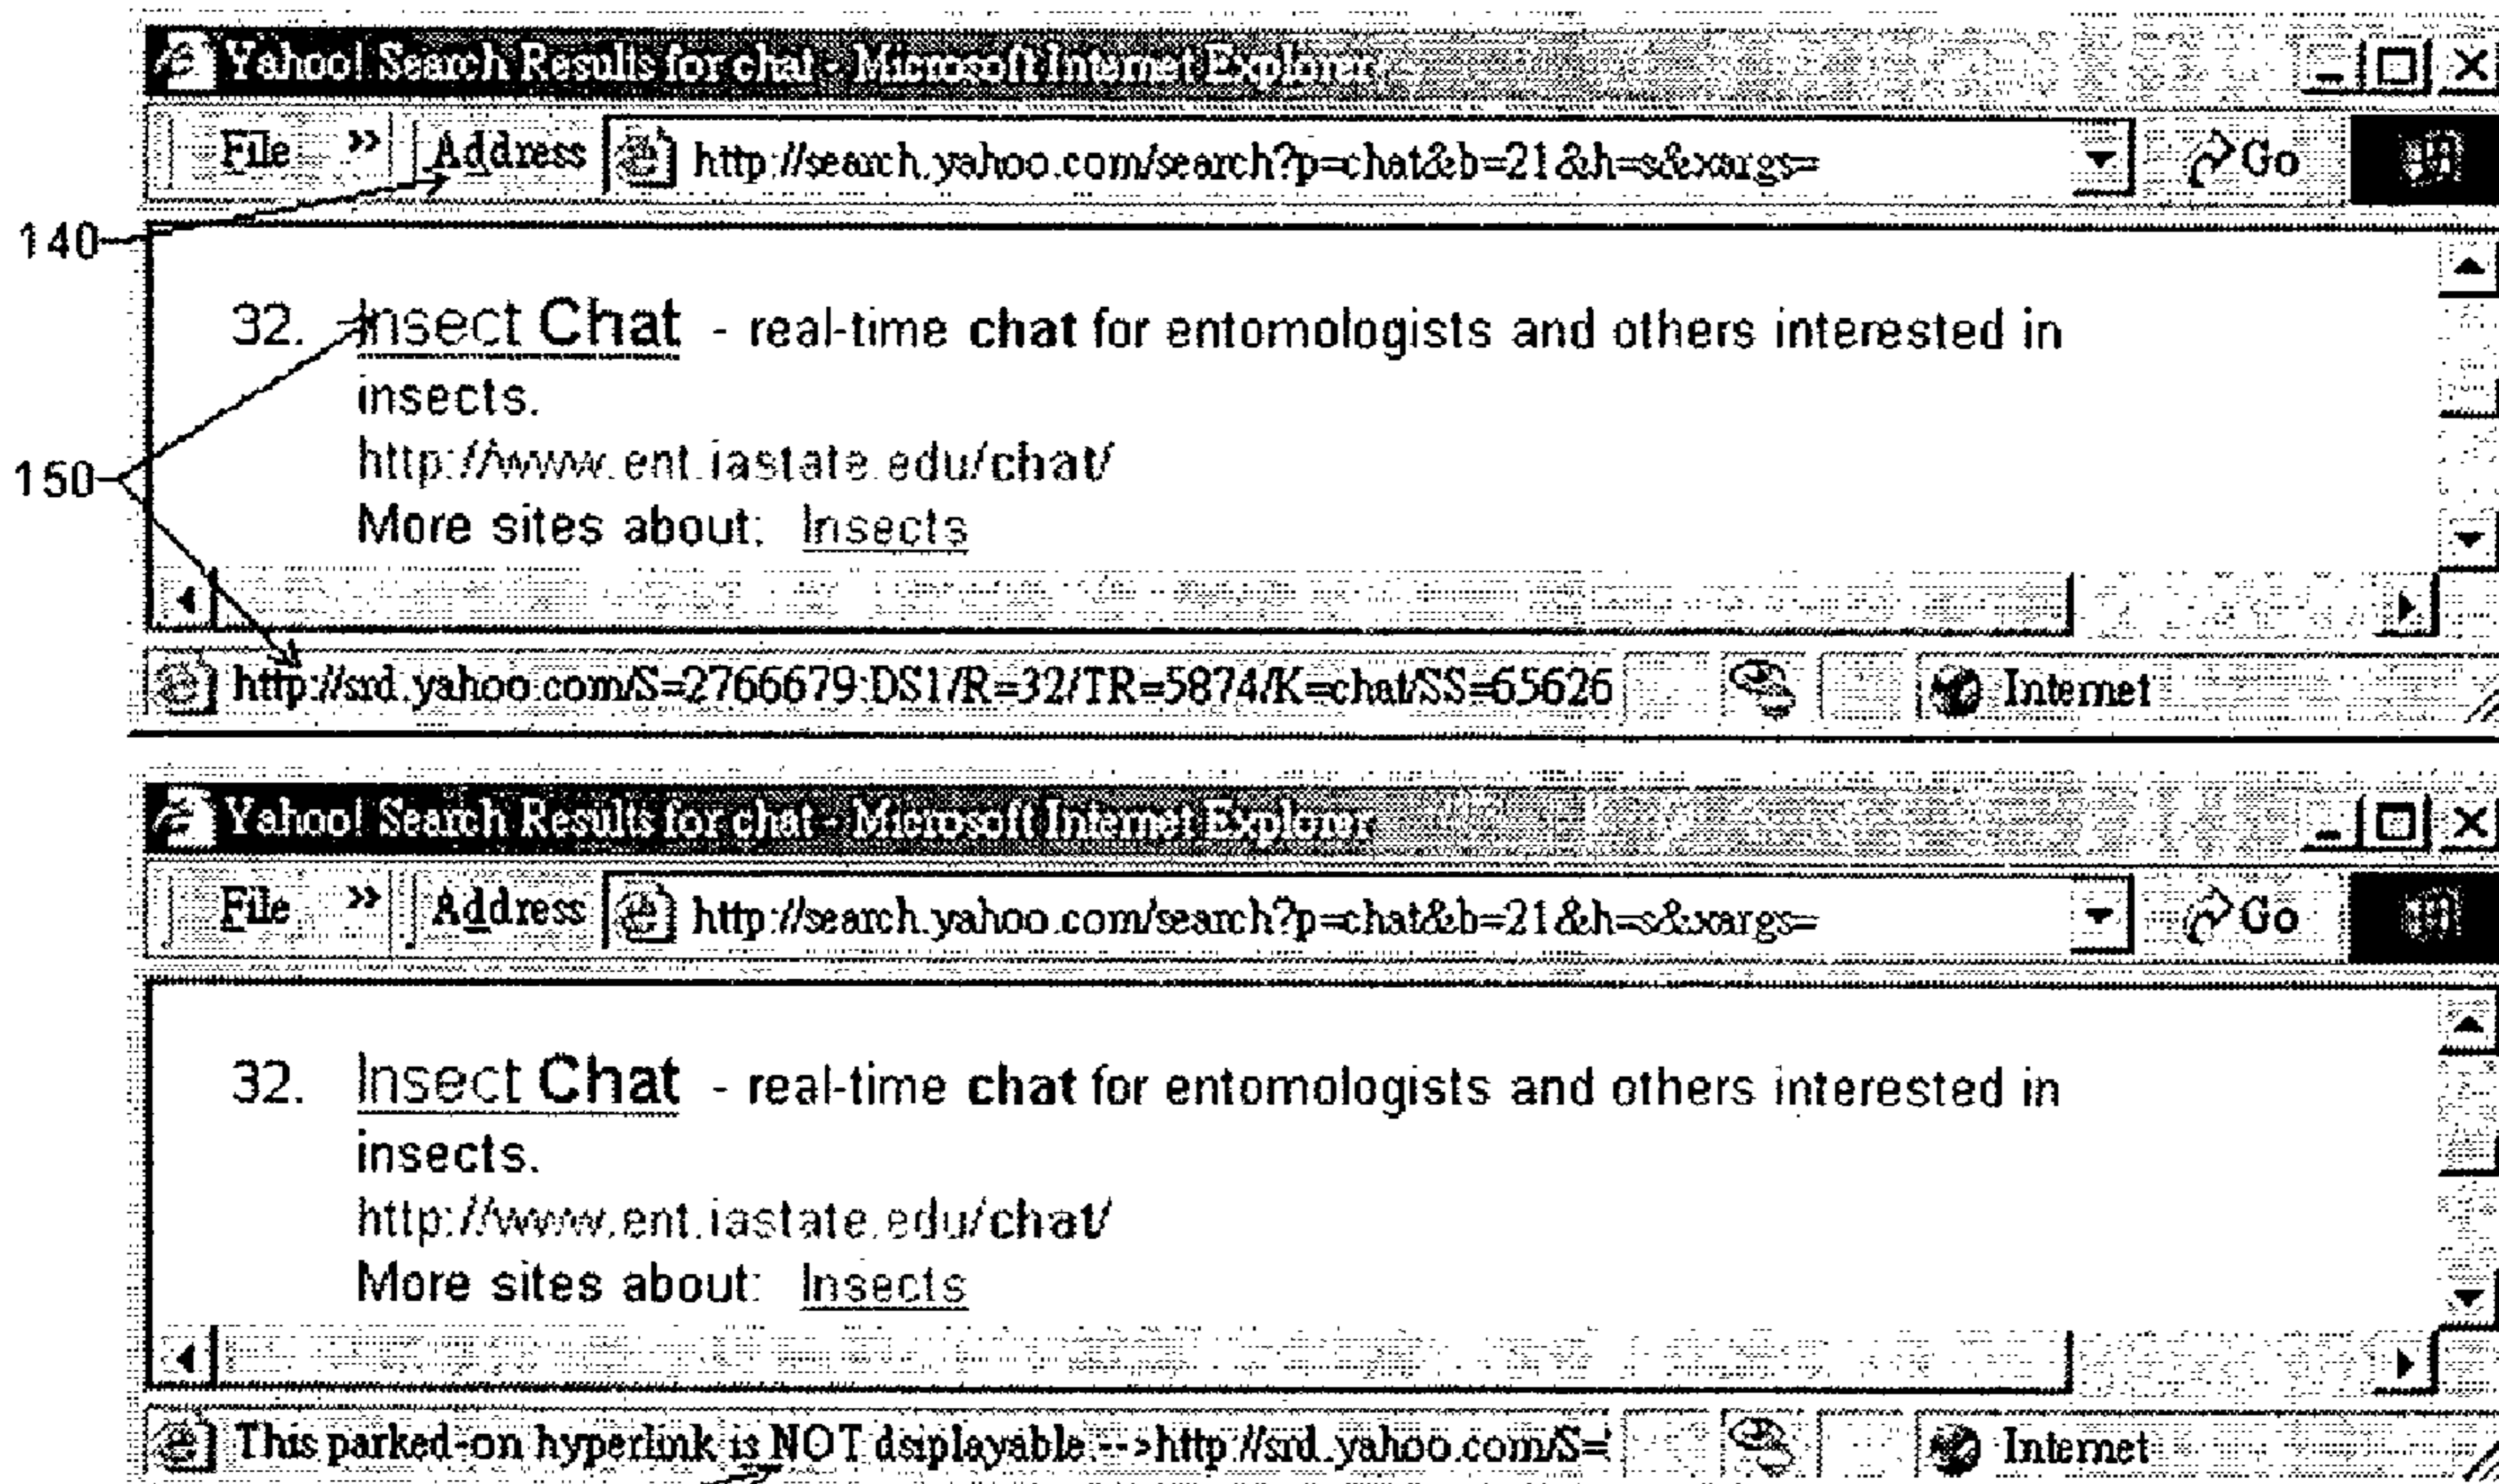 Yahoo! Search Results for chat - Microsoft Internet Explorer
File » Address http://search.yahoo.com/search?p=chat&b=21&h=s&xargs= Go
140
32. Insect Chat - real-time chat for entomologists and others interested in
insects.
http://www.ent.iastate.edu/chat/
150
More sites about: Insects
http://srd.yahoo.com/S=2766679:DS1/R=32/TR=5874/K=chat/SS=65626 Internet
Yahoo! Search Results for chat - Microsoft Internet Explorer
File » Address http://search.yahoo.com/search?p=chat&b=21&h=s&xargs= Go
32. Insect Chat - real-time chat for entomologists and others interested in
insects.
http://www.ent.iastate.edu/chat/
More sites about: Insects
This parked-on hyperlink is NOT dsiplayable -->http://srd.yahoo.com/S= Internet